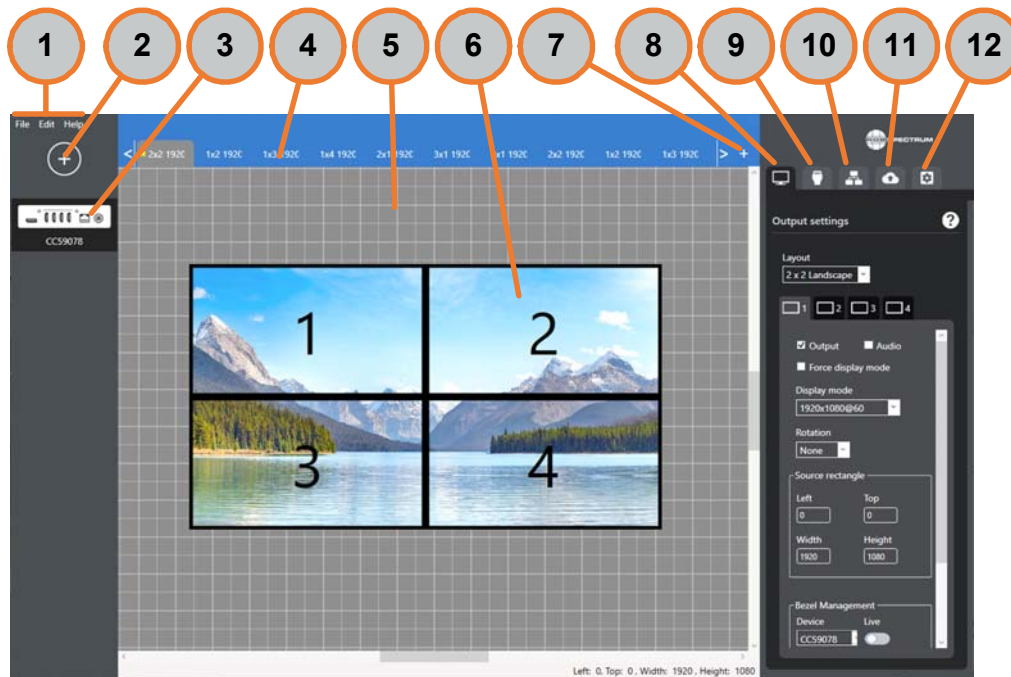 1 2 3 4 5 6 7 8 9 10 11 12
File Edit Help
SPECTRUM
< 2x2 192C 1x2 192C 1x3 192C 1x4 192C 2x1 192C 3x1 192C x1 192C 2x2 192C 1x2 192C 1x3 192C > +
CC59078
Output settings ?
Layout
2 x 2 Landscape
1 2 3 4
1 2
3 4
Output Audio
Force display mode
Display mode
1920x1080@60
Rotation
None
Source rectangle
Left Top
0 0
Width Height
1920 1080
Bezel Management
Device Live
CC59078
Left: 0, Top: 0 , Width: 1920 , Height: 1080